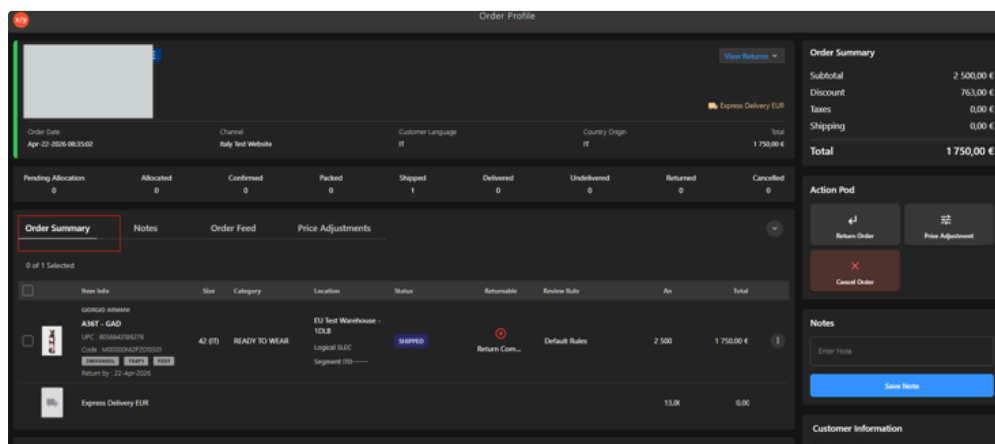 x/y
Order Profile
View Returns
Express Delivery EUR
Order Date
Channel
Customer Language
Country Origin
Total
Apr-22-2026 08:35:02
Italy Test Website
IT
IT
1 750,00 €
Pending Allocation
Allocated
Confirmed
Packed
Shipped
Delivered
Undelivered
Returned
Cancelled
0
0
0
0
1
0
0
0
0
Order Summary
Notes
Order Feed
Price Adjustments
0 of 1 Selected
Item Info
Size
Category
Location
Status
Returnable
Review Rule
Am
Total
GIORGIO ARMANI
A36T - GAD
UPC : 8058643186276
Return by : 22-Apr-2026
42 (IT)
READY TO WEAR
EU Test Warehouse -
1DLB
Logical SLEC
SHIPPED
Return Com...
Default Rules
2 500
1 750,00 €
Express Delivery EUR
0,00
Order Summary
Subtotal
2 500,00 €
Discount
763,00 €
Taxes
0,00 €
Shipping
0,00 €
Total
1 750,00 €
Action Pod
Return Order
Price Adjustment
Cancel Order
Notes
Enter Note
Save Note
Customer Information